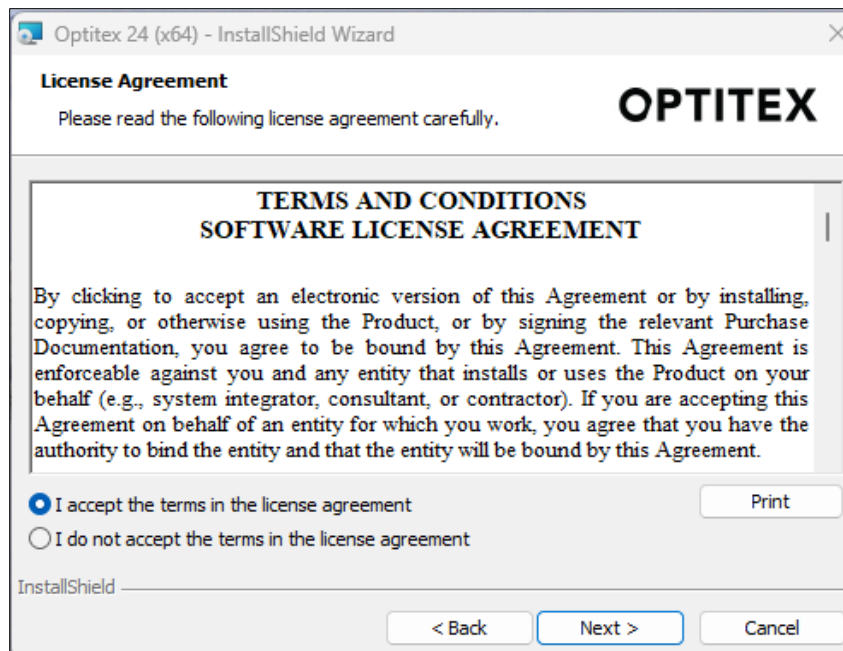 Optitex 24 (x64) - InstallShield Wizard
License Agreement
Please read the following license agreement carefully.
OPTITEX
TERMS AND CONDITIONS
SOFTWARE LICENSE AGREEMENT
By clicking to accept an electronic version of this Agreement or by installing,
copying, or otherwise using the Product, or by signing the relevant Purchase
Documentation, you agree to be bound by this Agreement. This Agreement is
enforceable against you and any entity that installs or uses the Product on your
behalf (e.g., system integrator, consultant, or contractor). If you are accepting this
Agreement on behalf of an entity for which you work, you agree that you have the
authority to bind the entity and that the entity will be bound by this Agreement.
I accept the terms in the license agreement
Print
I do not accept the terms in the license agreement
InstallShield
< Back
Next >
Cancel